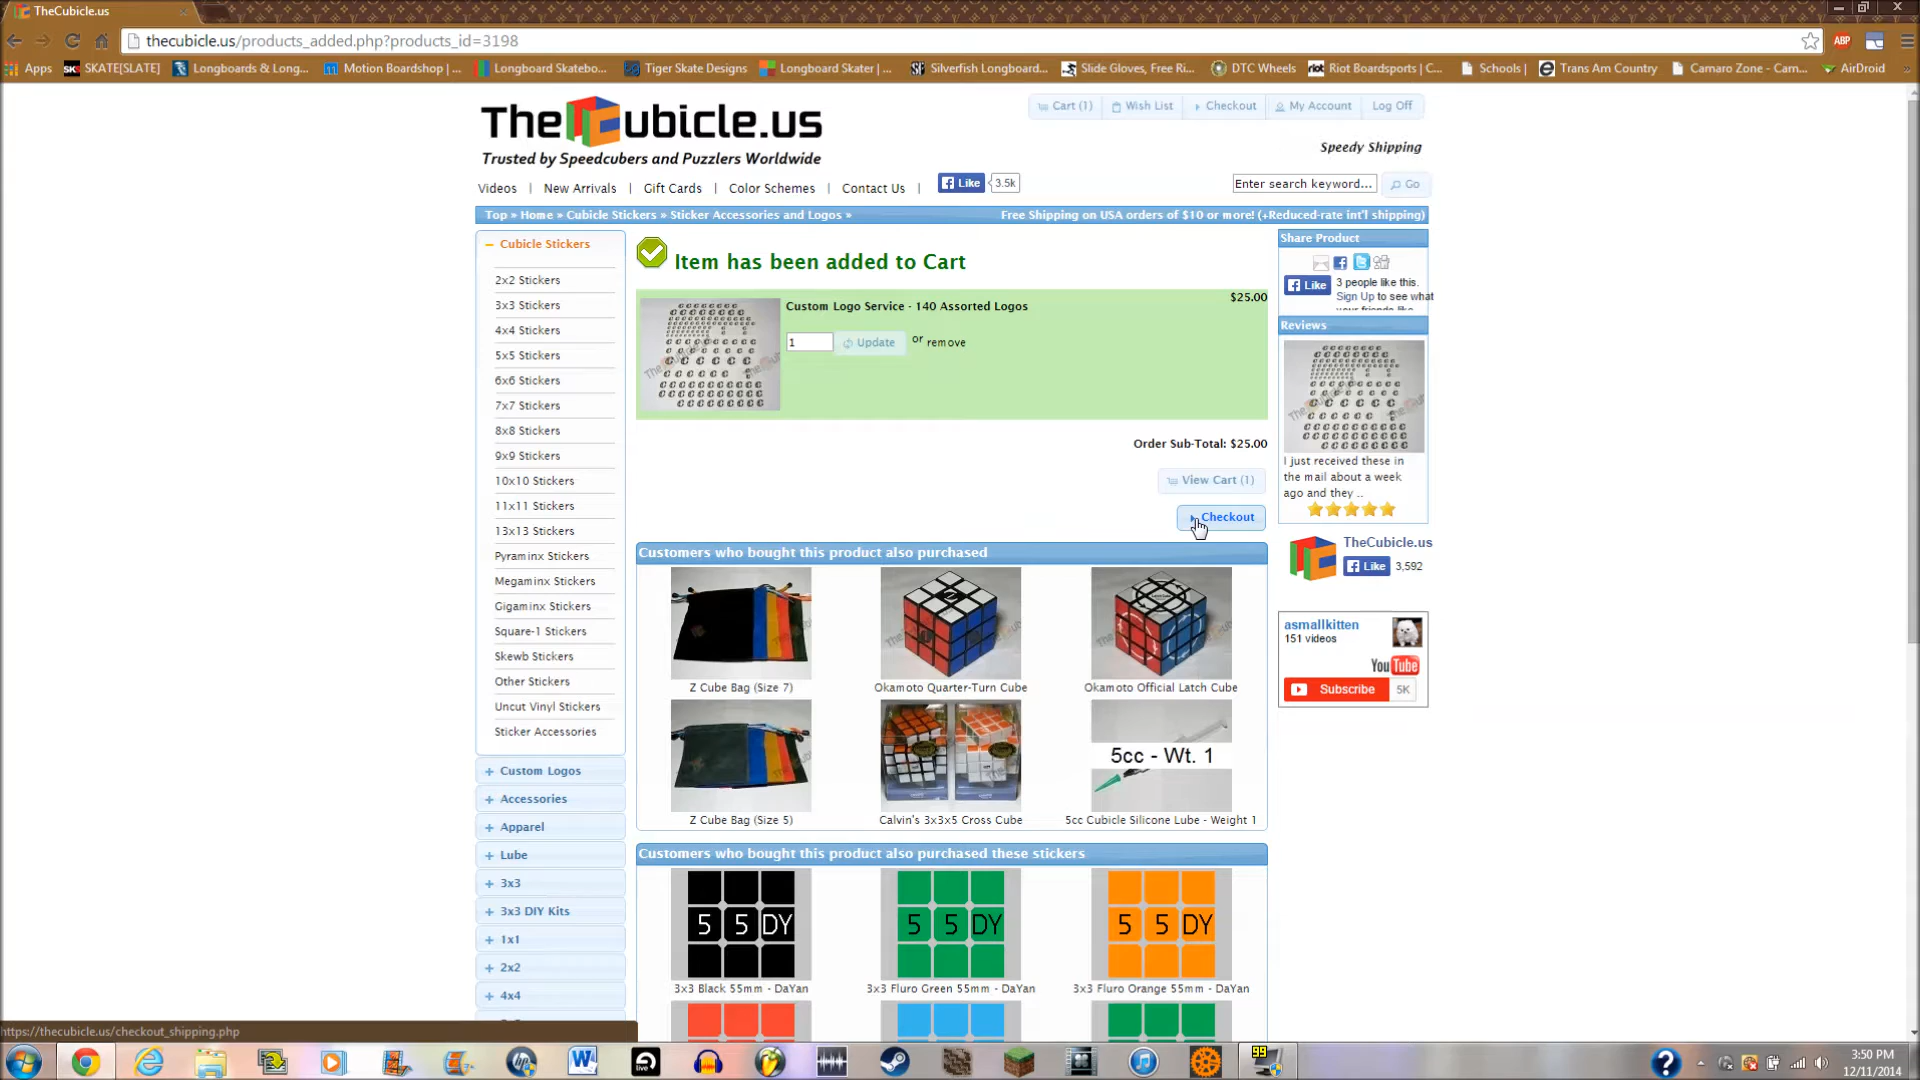 TheCubicle.us
thecubicle.us/products_added.php?products_id=3198
ABP
Apps
SKATE[SLATE]
Longboards & Long...
Motion Boardshop | ...
Longboard Skatebo...
Tiger Skate Designs
Longboard Skater | ...
Silverfish Longboard...
Slide Gloves, Free Ri...
DTC Wheels
Riot Boardsports | C...
Schools |
Trans Am Country
Camaro Zone - Cam...
AirDroid
TheCubicle.us
Trusted by Speedcubers and Puzzlers Worldwide
Cart (1)
Wish List
Checkout
My Account
Log Off
Speedy Shipping
Videos | New Arrivals | Gift Cards | Color Schemes | Contact Us |
Like 3.5k
Enter search keyword...
Go
Top » Home » Cubicle Stickers » Sticker Accessories and Logos »
Free Shipping on USA orders of $10 or more! (+Reduced-rate int'l shipping)
Cubicle Stickers
2x2 Stickers
3x3 Stickers
4x4 Stickers
5x5 Stickers
6x6 Stickers
7x7 Stickers
8x8 Stickers
9x9 Stickers
10x10 Stickers
11x11 Stickers
13x13 Stickers
Pyraminx Stickers
Megaminx Stickers
Gigaminx Stickers
Square-1 Stickers
Skewb Stickers
Other Stickers
Uncut Vinyl Stickers
Sticker Accessories
+ Custom Logos
+ Accessories
+ Apparel
+ Lube
+ 3x3
+ 3x3 DIY Kits
+ 1x1
+ 2x2
+ 4x4
Item has been added to Cart
Custom Logo Service - 140 Assorted Logos
$25.00
1
Update
or remove
Order Sub-Total: $25.00
View Cart (1)
Checkout
Customers who bought this product also purchased
Z Cube Bag (Size 7)
Okamoto Quarter-Turn Cube
Okamoto Official Latch Cube
5cc - Wt. 1
Z Cube Bag (Size 5)
Calvin's 3x3x5 Cross Cube
5cc Cubicle Silicone Lube - Weight 1
Customers who bought this product also purchased these stickers
5 5 DY
5 5 DY
5 5 DY
3x3 Black 55mm - DaYan
3x3 Fluro Green 55mm - DaYan
3x3 Fluro Orange 55mm - DaYan
Share Product
Like
3 people like this.
Sign Up to see what
your friends like.
Reviews
I just received these in
the mail about a week
ago and they ..
TheCubicle.us
Like 3,592
asmallkitten
151 videos
YouTube
Subscribe 5K
https://thecubicle.us/checkout_shipping.php
3:50 PM
12/11/2014